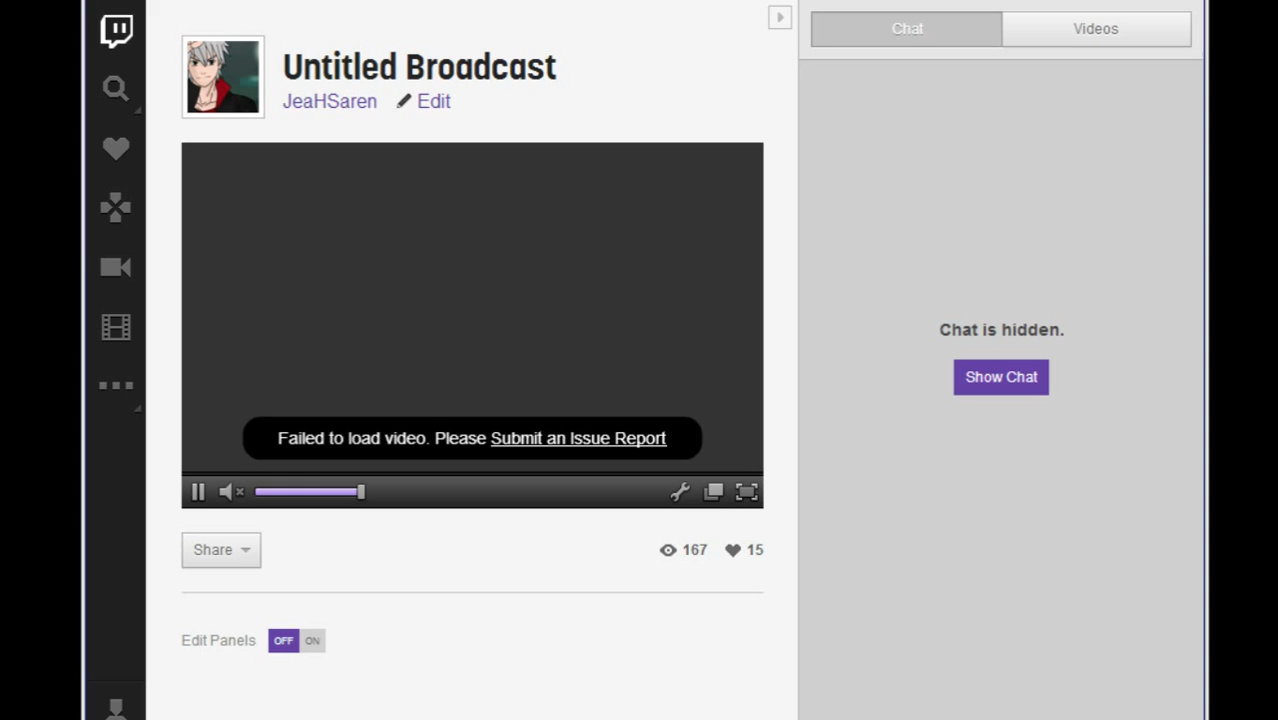 Untitled Broadcast
JeaHSaren Edit
Failed to load video. Please Submit an Issue Report
Share 167 15
Edit Panels OFF ON
Chat Videos
Chat is hidden.
Show Chat